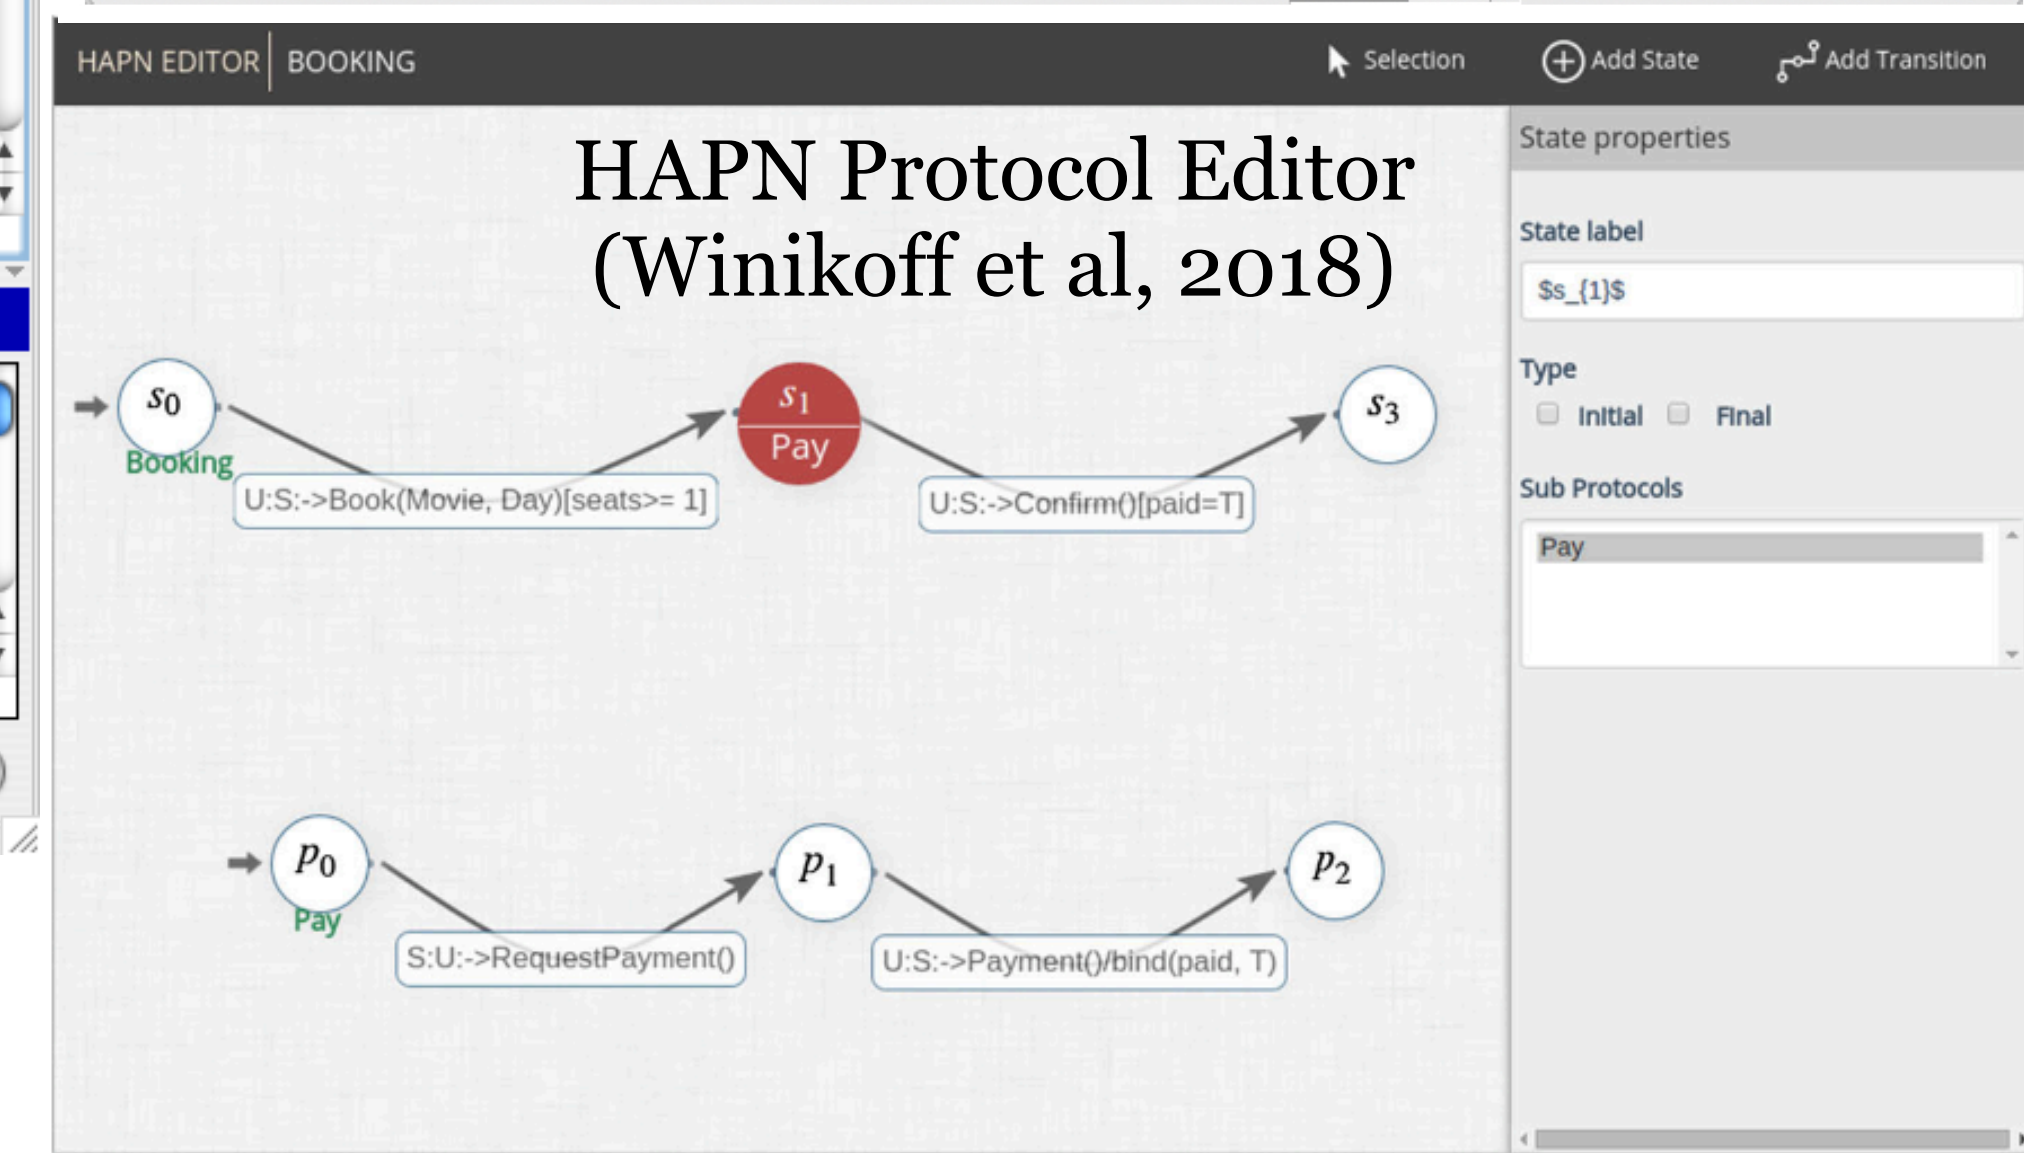 HAPN EDITOR BOOKING Selection Add State Add Transition
HAPN Protocol Editor
(Winikoff et al, 2018)
State properties
State label
$s_{1}$
Type
Initial Final
Sub Protocols
Pay
s0
Booking
U:S:->Book(Movie, Day)[seats>= 1]
s1
Pay
U:S:->Confirm()[paid=T]
s3
p0
Pay
S:U:->RequestPayment()
p1
U:S:->Payment()/bind(paid, T)
p2